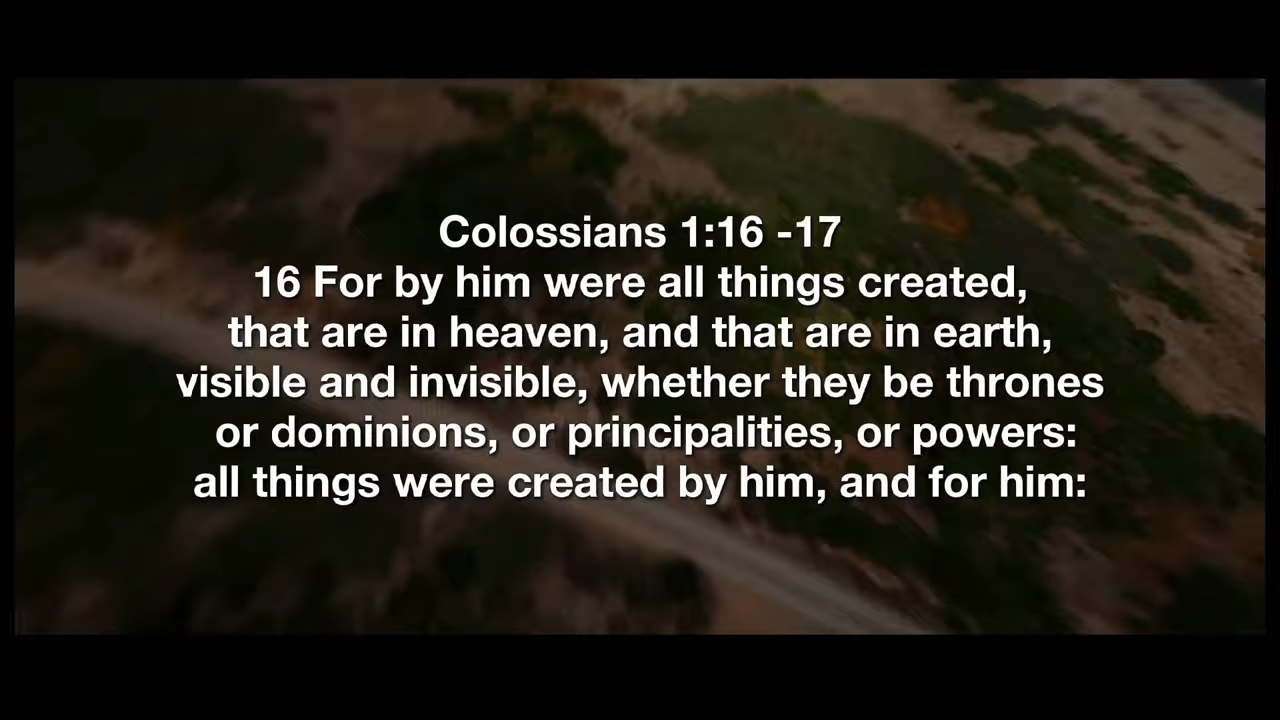 Colossians 1:16 -17
16 For by him were all things created,
that are in heaven, and that are in earth,
visible and invisible, whether they be thrones
or dominions, or principalities, or powers:
all things were created by him, and for him: